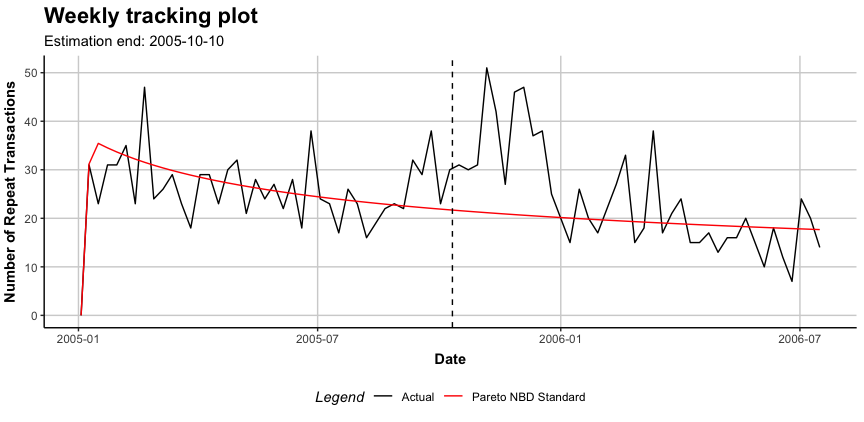 Weekly tracking plot
Estimation end: 2005-10-10
Number of Repeat Transactions
50
40
30
20
10
0
2005-01 2005-07 2006-01 2006-07
Date
Legend Actual Pareto NBD Standard